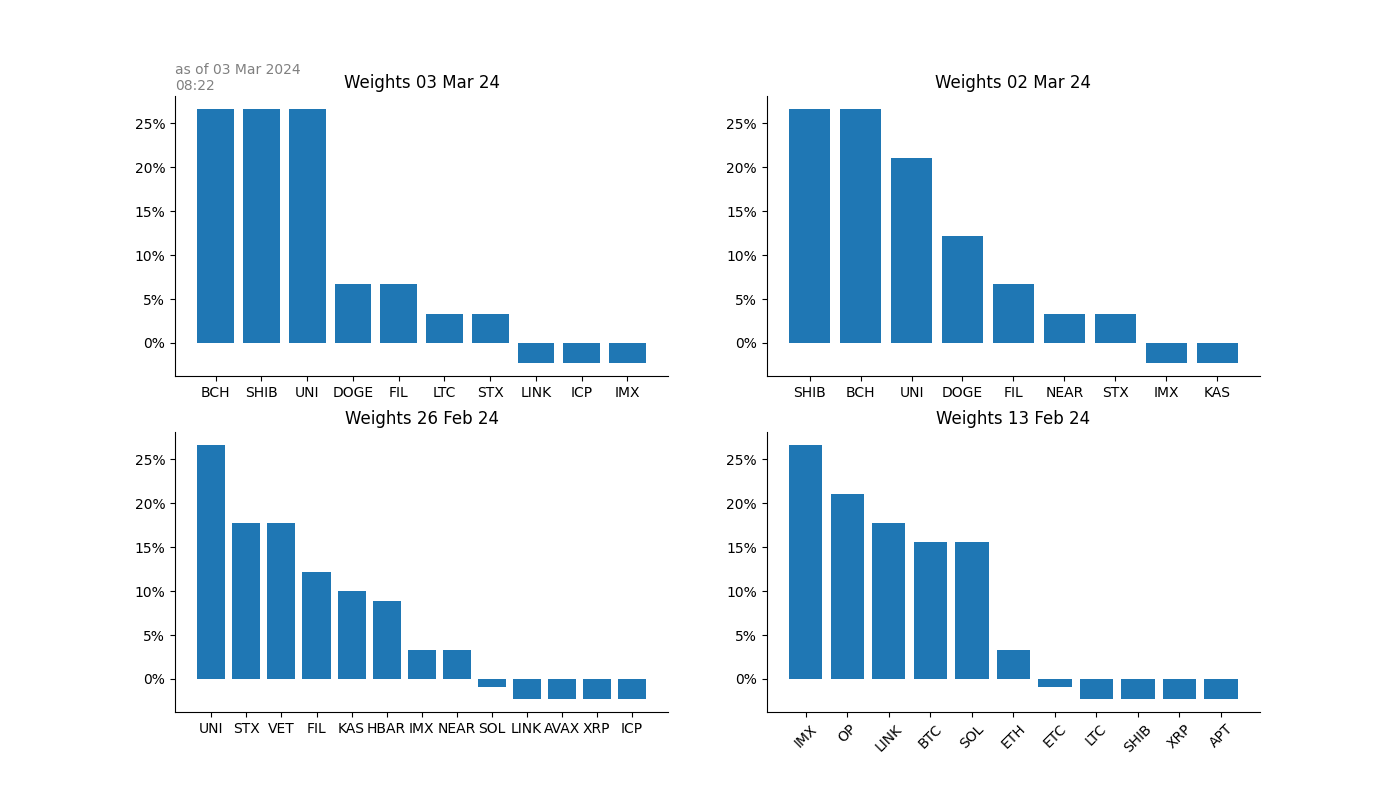 as of 03 Mar 2024
08:22
Weights 03 Mar 24
25%
20%
15%
10%
5%
0%
BCH SHIB UNI DOGE FIL LTC STX LINK ICP IMX
Weights 02 Mar 24
25%
20%
15%
10%
5%
0%
SHIB BCH UNI DOGE FIL NEAR STX IMX KAS
Weights 26 Feb 24
25%
20%
15%
10%
5%
0%
UNI STX VET FIL KAS HBAR IMX NEAR SOL LINK AVAX XRP ICP
Weights 13 Feb 24
25%
20%
15%
10%
5%
0%
IMX OP LINK BTC SOL ETH ETC LTC SHIB XRP APT